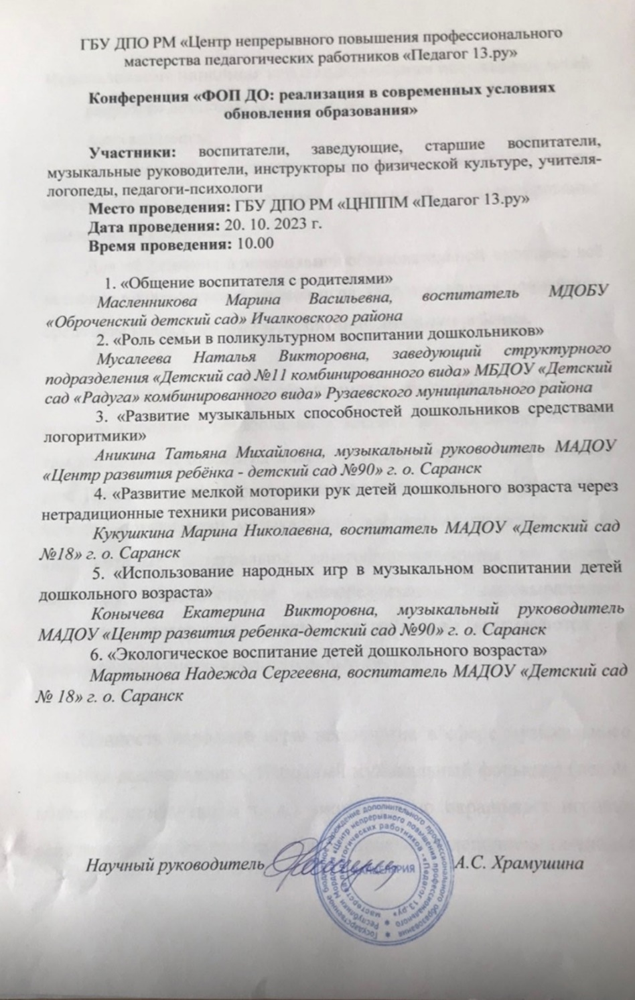 ГБУ ДПО РМ «Центр непрерывного повышения профессионального
мастерства педагогических работников «Педагог 13.ру»
Конференция «ФОП ДО: реализация в современных условиях
обновления образования»
Участники: воспитатели, заведующие, старшие воспитатели,
музыкальные руководители, инструкторы по физической культуре, учителя-
логопеды, педагоги-психологи
Место проведения: ГБУ ДПО РМ «ЦНППМ «Педагог 13.ру»
Дата проведения: 20. 10. 2023 г.
Время проведения: 10.00
1. «Общение воспитателя с родителями»
Масленникова Марина Васильевна, воспитатель МДОБУ
«Оброченский детский сад» Ичалковского района
2. «Роль семьи в поликультурном воспитании дошкольников»
Мусалеева Наталья Викторовна, заведующий структурного
подразделения «Детский сад №11 комбинированного вида» МБДОУ «Детский
сад «Радуга» комбинированного вида» Рузаевского муниципального района
3. «Развитие музыкальных способностей дошкольников средствами
логоритмики»
Аникина Татьяна Михайловна, музыкальный руководитель МАДОУ
«Центр развития ребёнка - детский сад №90» г. о. Саранск
4. «Развитие мелкой моторики рук детей дошкольного возраста через
нетрадиционные техники рисования»
Кукушкина Марина Николаевна, воспитатель МАДОУ «Детский сад
№18» г. о. Саранск
5. «Использование народных игр в музыкальном воспитании детей
дошкольного возраста»
Конычева Екатерина Викторовна, музыкальный руководитель
МАДОУ «Центр развития ребенка-детский сад №90» г. о. Саранск
6. «Экологическое воспитание детей дошкольного возраста»
Мартынова Надежда Сергеевна, воспитатель МАДОУ «Детский сад
№ 18» г. о. Саранск
Научный руководитель А.С. Храмушина
Государственное бюджетное учреждение дополнительного профессионального образования
Республики Мордовия «Центр непрерывного повышения профессионального
мастерства педагогических работников «Педагог 13.ру»